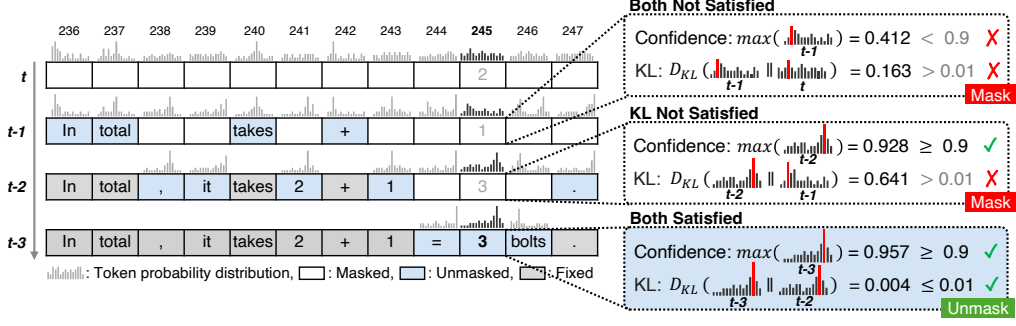 236 237 238 239 240 241 242 243 244 245 246 247
t
2
t-1 In total takes + 1
t-2 In total , it takes 2 + 1 3 .
t-3 In total , it takes 2 + 1 = 3 bolts .
: Token probability distribution, : Masked, : Unmasked, : Fixed
Both Not Satisfied
Confidence: max( t-1 ) = 0.412 < 0.9 ✗
KL: D_KL ( t-1 || t ) = 0.163 > 0.01 ✗
Mask
KL Not Satisfied
Confidence: max( t-2 ) = 0.928 ≥ 0.9 ✓
KL: D_KL ( t-2 || t-1 ) = 0.641 > 0.01 ✗
Mask
Both Satisfied
Confidence: max( t-3 ) = 0.957 ≥ 0.9 ✓
KL: D_KL ( t-3 || t-2 ) = 0.004 ≤ 0.01 ✓
Unmask